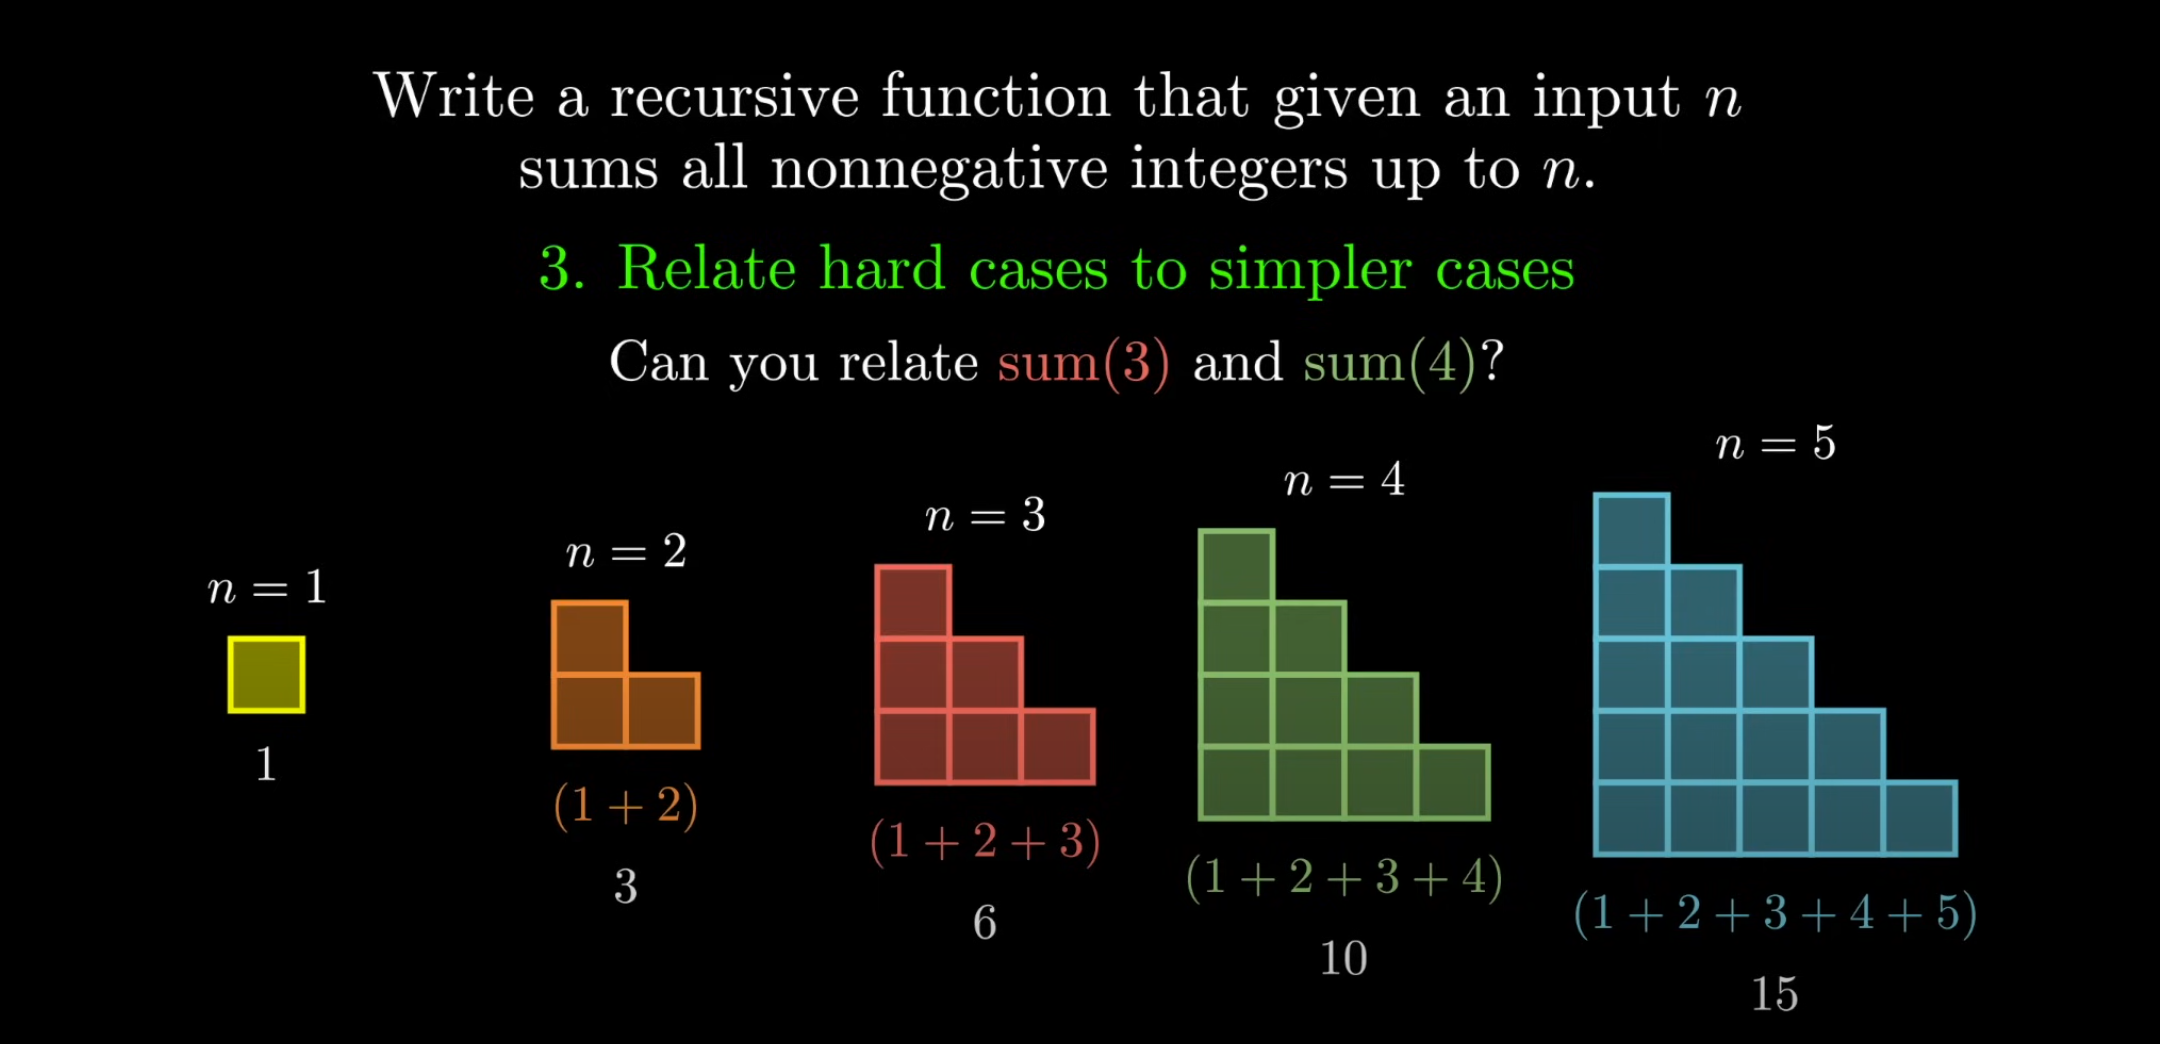 Write a recursive function that given an input n
sums all nonnegative integers up to n.
3. Relate hard cases to simpler cases
Can you relate sum(3) and sum(4)?
n = 1
1
n = 2
(1 + 2)
3
n = 3
(1 + 2 + 3)
6
n = 4
(1 + 2 + 3 + 4)
10
n = 5
(1 + 2 + 3 + 4 + 5)
15